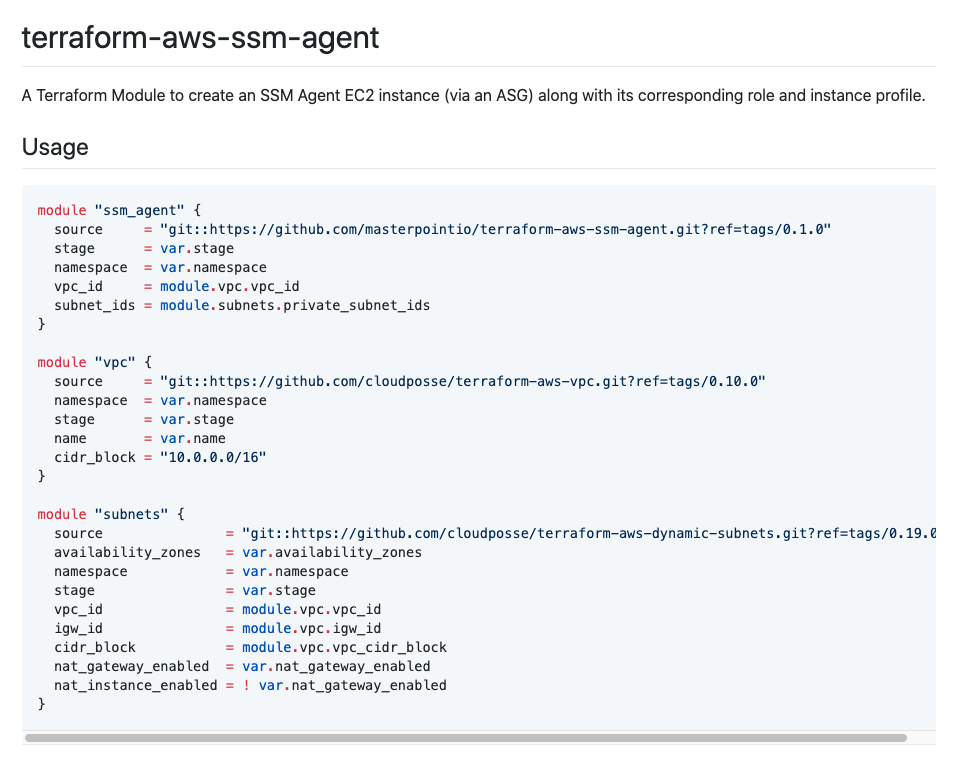 terraform-aws-ssm-agent
A Terraform Module to create an SSM Agent EC2 instance (via an ASG) along with its corresponding role and instance profile.
Usage
module "ssm_agent" {
  source     = "git::https://github.com/masterpointio/terraform-aws-ssm-agent.git?ref=tags/0.1.0"
  stage      = var.stage
  namespace  = var.namespace
  vpc_id     = module.vpc.vpc_id
  subnet_ids = module.subnets.private_subnet_ids
}

module "vpc" {
  source     = "git::https://github.com/cloudposse/terraform-aws-vpc.git?ref=tags/0.10.0"
  namespace  = var.namespace
  stage      = var.stage
  name       = var.name
  cidr_block = "10.0.0.0/16"
}

module "subnets" {
  source               = "git::https://github.com/cloudposse/terraform-aws-dynamic-subnets.git?ref=tags/0.19.0
  availability_zones   = var.availability_zones
  namespace            = var.namespace
  stage                = var.stage
  vpc_id               = module.vpc.vpc_id
  igw_id               = module.vpc.igw_id
  cidr_block           = module.vpc.vpc_cidr_block
  nat_gateway_enabled  = var.nat_gateway_enabled
  nat_instance_enabled = ! var.nat_gateway_enabled
}